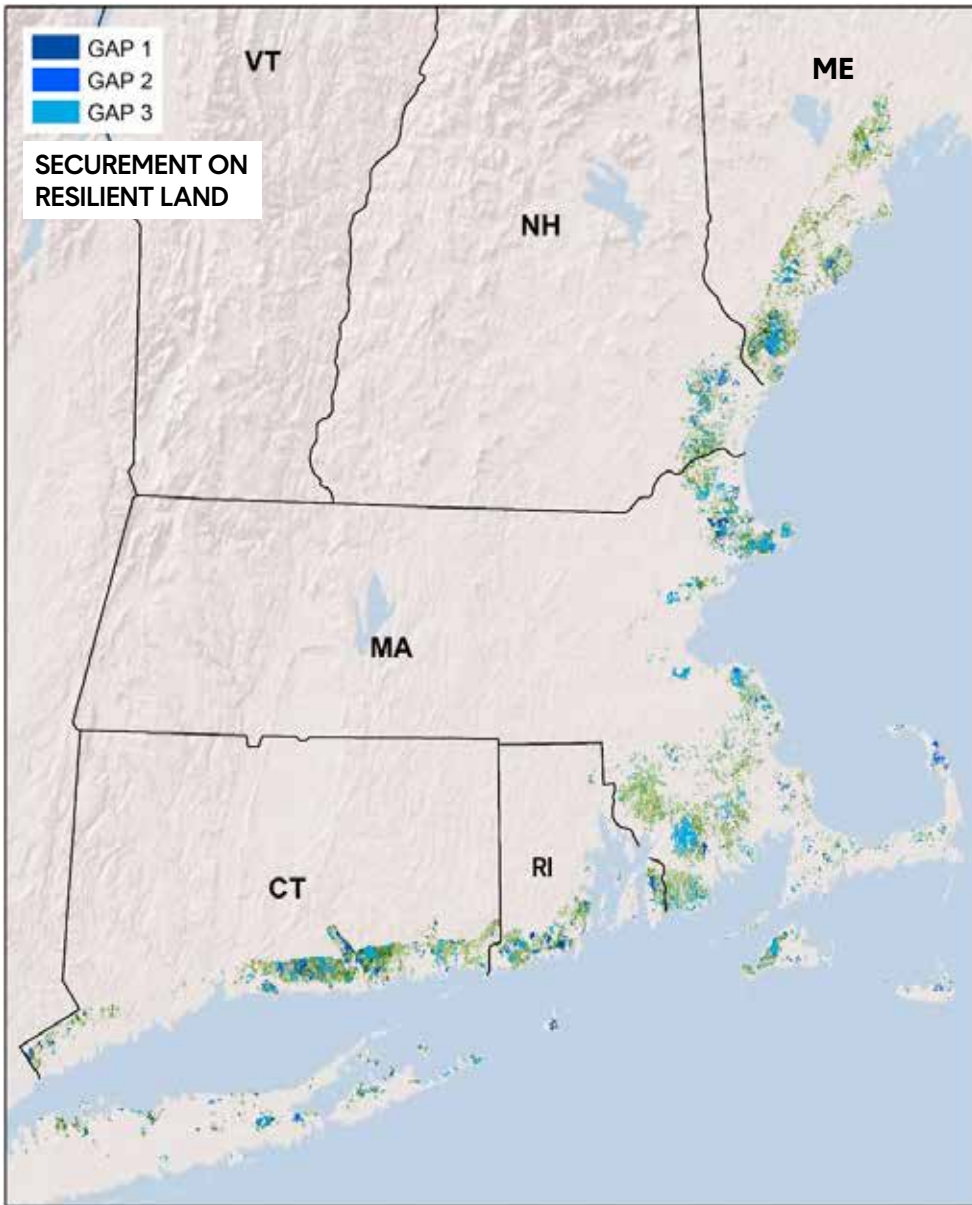 GAP 1
GAP 2
GAP 3
SECUREMENT ON
RESILIENT LAND
VT
ME
NH
MA
CT
RI